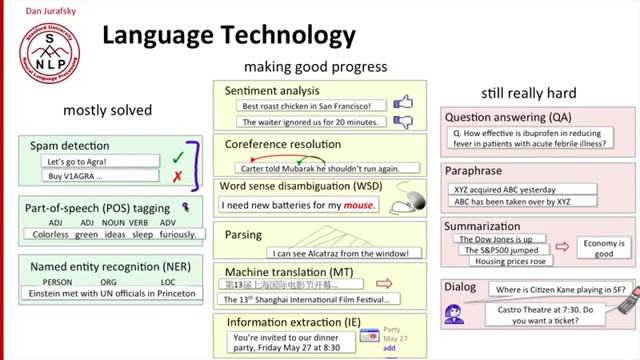 Dan Jurafsky
Stanford University
S
NLP
Natural Language Processing
Language Technology
mostly solved
Spam detection
Let's go to Agra!
Buy V1AGRA ...
Part-of-speech (POS) tagging
ADJ ADJ NOUN VERB ADV
Colorless green ideas sleep furiously.
Named entity recognition (NER)
PERSON ORG LOC
Einstein met with UN officials in Princeton
making good progress
Sentiment analysis
Best roast chicken in San Francisco!
The waiter ignored us for 20 minutes.
Coreference resolution
Carter told Mubarak he shouldn't run again.
Word sense disambiguation (WSD)
I need new batteries for my mouse.
Parsing
I can see Alcatraz from the window!
Machine translation (MT)
第13届上海国际电影节开幕...
The 13th Shanghai International Film Festival...
Information extraction (IE)
You're invited to our dinner
party, Friday May 27 at 8:30
Party
May 27
add
still really hard
Question answering (QA)
Q. How effective is ibuprofen in reducing
fever in patients with acute febrile illness?
Paraphrase
XYZ acquired ABC yesterday
ABC has been taken over by XYZ
Summarization
The Dow Jones is up
The S&P500 jumped
Housing prices rose
Economy is
good
Dialog
Where is Citizen Kane playing in SF?
Castro Theatre at 7:30. Do
you want a ticket?